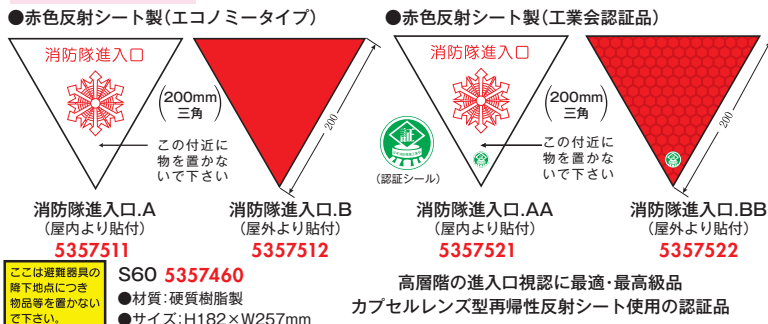 ●赤色反射シート製(エコノミータイプ)
消防隊進入口
(200mm
三角)
この付近に
物を置かな
いで下さい
200
消防隊進入口.A
(屋内より貼付)
5357511
消防隊進入口.B
(屋外より貼付)
5357512
●赤色反射シート製(工業会認証品)
消防隊進入口
(200mm
三角)
証
(認証シール)
この付近に
物を置かな
いで下さい
200
消防隊進入口.AA
(屋内より貼付)
5357521
消防隊進入口.BB
(屋外より貼付)
5357522
ここは避難器具の
降下地点につき
物品等を置かない
で下さい。
S60 5357460
●材質:硬質樹脂製
●サイズ:H182×W257mm
高層階の進入口視認に最適・最高級品
カプセルレンズ型再帰性反射シート使用の認証品